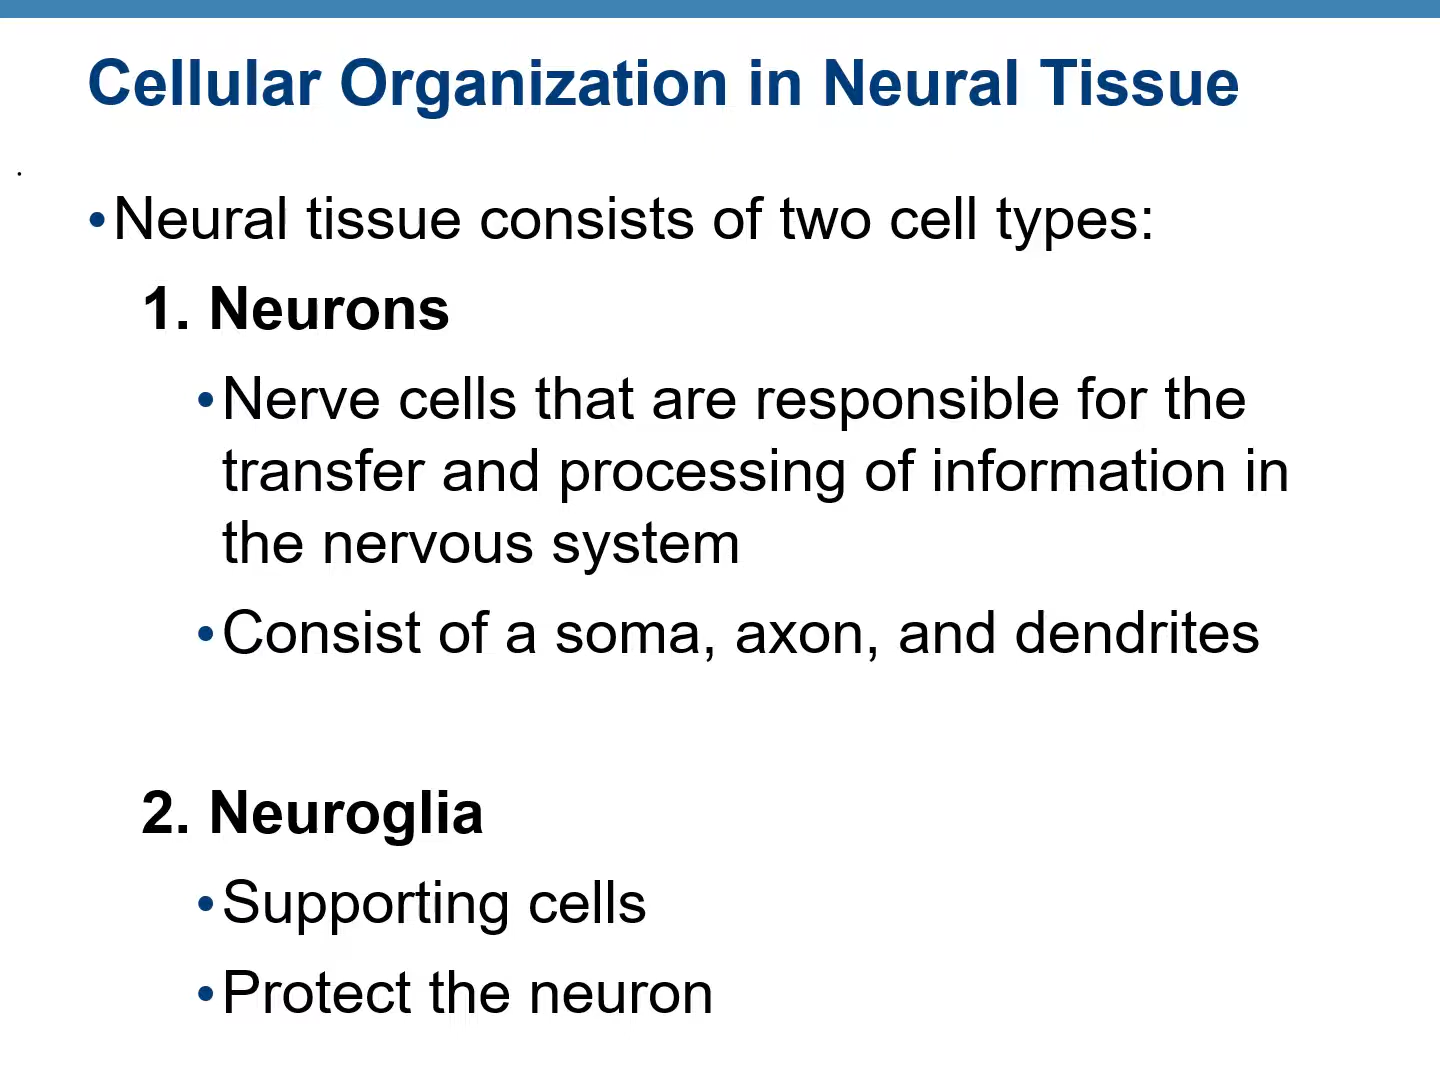 Cellular Organization in Neural Tissue
.
•Neural tissue consists of two cell types:
1. Neurons
•Nerve cells that are responsible for the
transfer and processing of information in
the nervous system
•Consist of a soma, axon, and dendrites
2. Neuroglia
•Supporting cells
•Protect the neuron